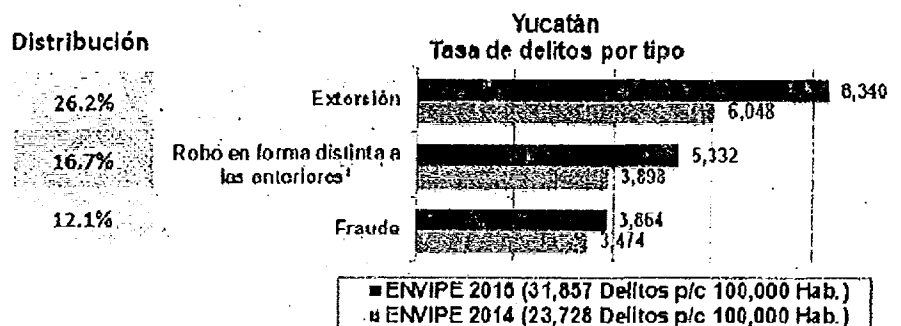 Yucatán
Tasa de delitos por tipo
Distribución
26.2%
Extorsión
8,340
6,048
16.7%
Robo en forma distinta a
los anteriores¹
5,332
3,898
12.1%
Fraude
3,864
3,474
■ENVIPE 2015 (31,857 Delitos p/c 100,000 Hab.)
ENVIPE 2014 (23,728 Delitos p/c 100,000 Hab.)